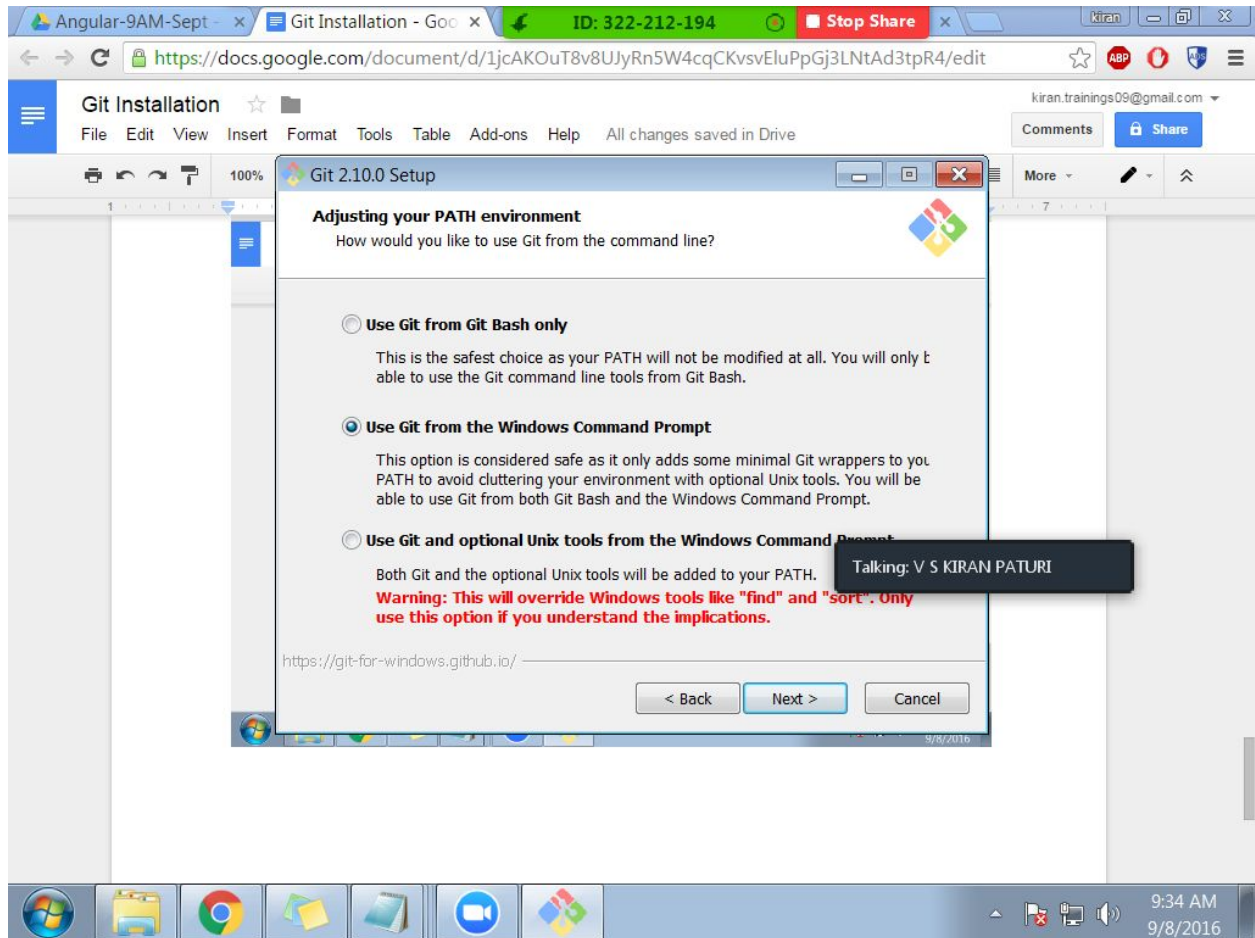 Angular-9AM-Sept -
Git Installation - Goo
ID: 322-212-194
Stop Share
kiran
https://docs.google.com/document/d/1jcAKOuT8v8UJyRn5W4cqCKvsvEluPpGj3LNtAd3tpR4/edit
ABP
ADS
Git Installation
kiran.trainings09@gmail.com
File Edit View Insert Format Tools Table Add-ons Help All changes saved in Drive
Comments
Share
100%
More
1
7
Git 2.10.0 Setup
Adjusting your PATH environment
How would you like to use Git from the command line?
Use Git from Git Bash only
This is the safest choice as your PATH will not be modified at all. You will only b
able to use the Git command line tools from Git Bash.
Use Git from the Windows Command Prompt
This option is considered safe as it only adds some minimal Git wrappers to you
PATH to avoid cluttering your environment with optional Unix tools. You will be
able to use Git from both Git Bash and the Windows Command Prompt.
Use Git and optional Unix tools from the Windows Command Prompt
Both Git and the optional Unix tools will be added to your PATH.
Warning: This will override Windows tools like "find" and "sort". Only
use this option if you understand the implications.
Talking: V S KIRAN PATURI
https://git-for-windows.github.io/
< Back
Next >
Cancel
9/8/2016
9:34 AM
9/8/2016